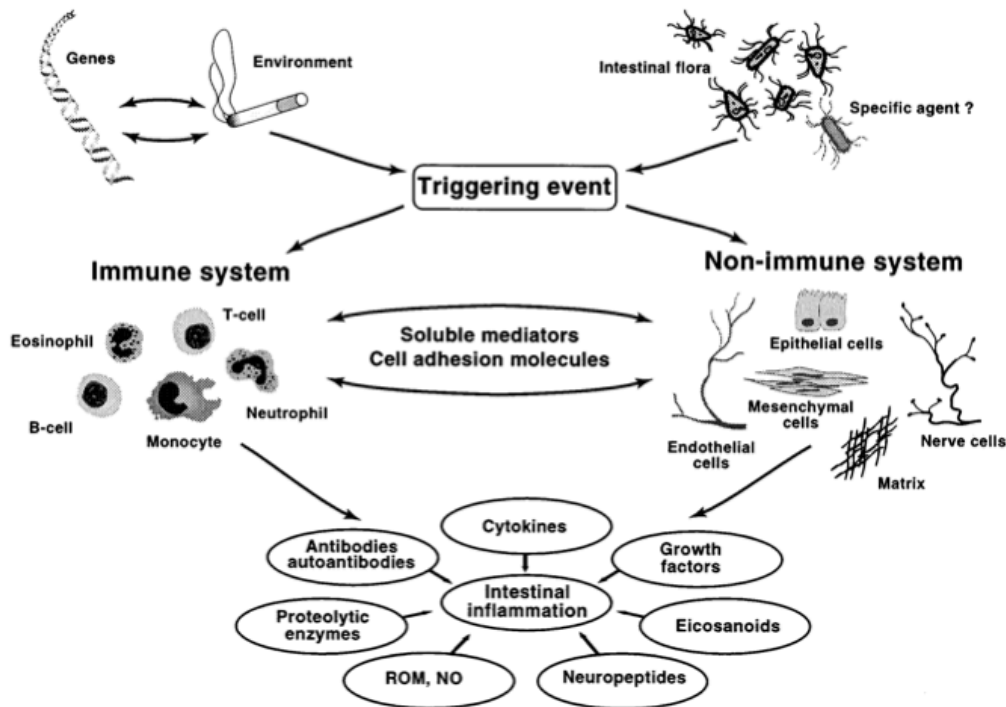 Genes
Environment
Intestinal flora
Specific agent ?
Triggering event
Immune system
Non-immune system
T-cell
Eosinophil
B-cell
Monocyte
Neutrophil
Soluble mediators
Cell adhesion molecules
Epithelial cells
Mesenchymal
cells
Endothelial
cells
Nerve cells
Matrix
Cytokines
Antibodies
autoantibodies
Growth
factors
Intestinal
inflammation
Proteolytic
enzymes
Eicosanoids
ROM, NO
Neuropeptides